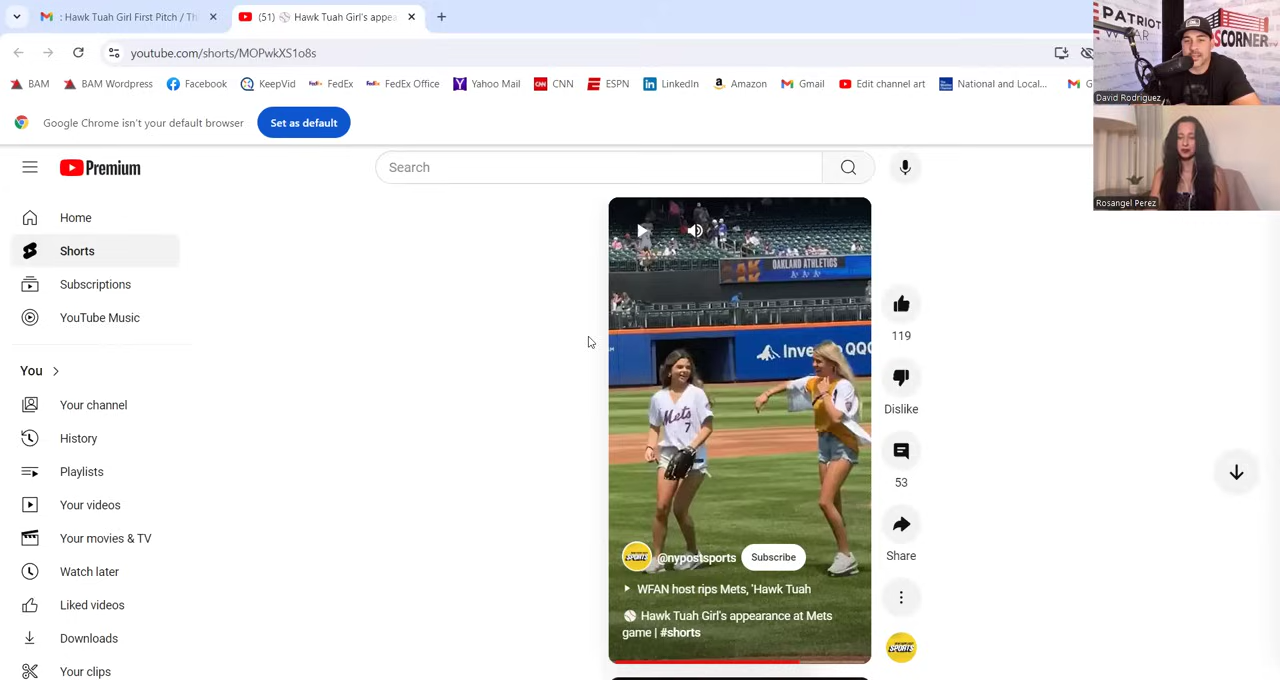 : Hawk Tuah Girl First Pitch / Th
(51) ⚾ Hawk Tuah Girl's appea
youtube.com/shorts/MOPwkXS1o8s
BAM
BAM Wordpress
Facebook
KeepVid
FedEx
FedEx Office
Yahoo Mail
CNN
ESPN
LinkedIn
Amazon
Gmail
Edit channel art
National and Local...
G
Google Chrome isn't your default browser
Set as default
Premium
Search
Home
Shorts
Subscriptions
YouTube Music
You
Your channel
History
Playlists
Your videos
Your movies & TV
Watch later
Liked videos
Downloads
OAKLAND ATHLETICS
Mets
7
@nypostsports
Subscribe
WFAN host rips Mets, 'Hawk Tuah
⚾ Hawk Tuah Girl's appearance at Mets
game | #shorts
119
Dislike
53
Share
SPORTS
PATRIOT
SCORNER
David Rodriguez
Rosangel Perez